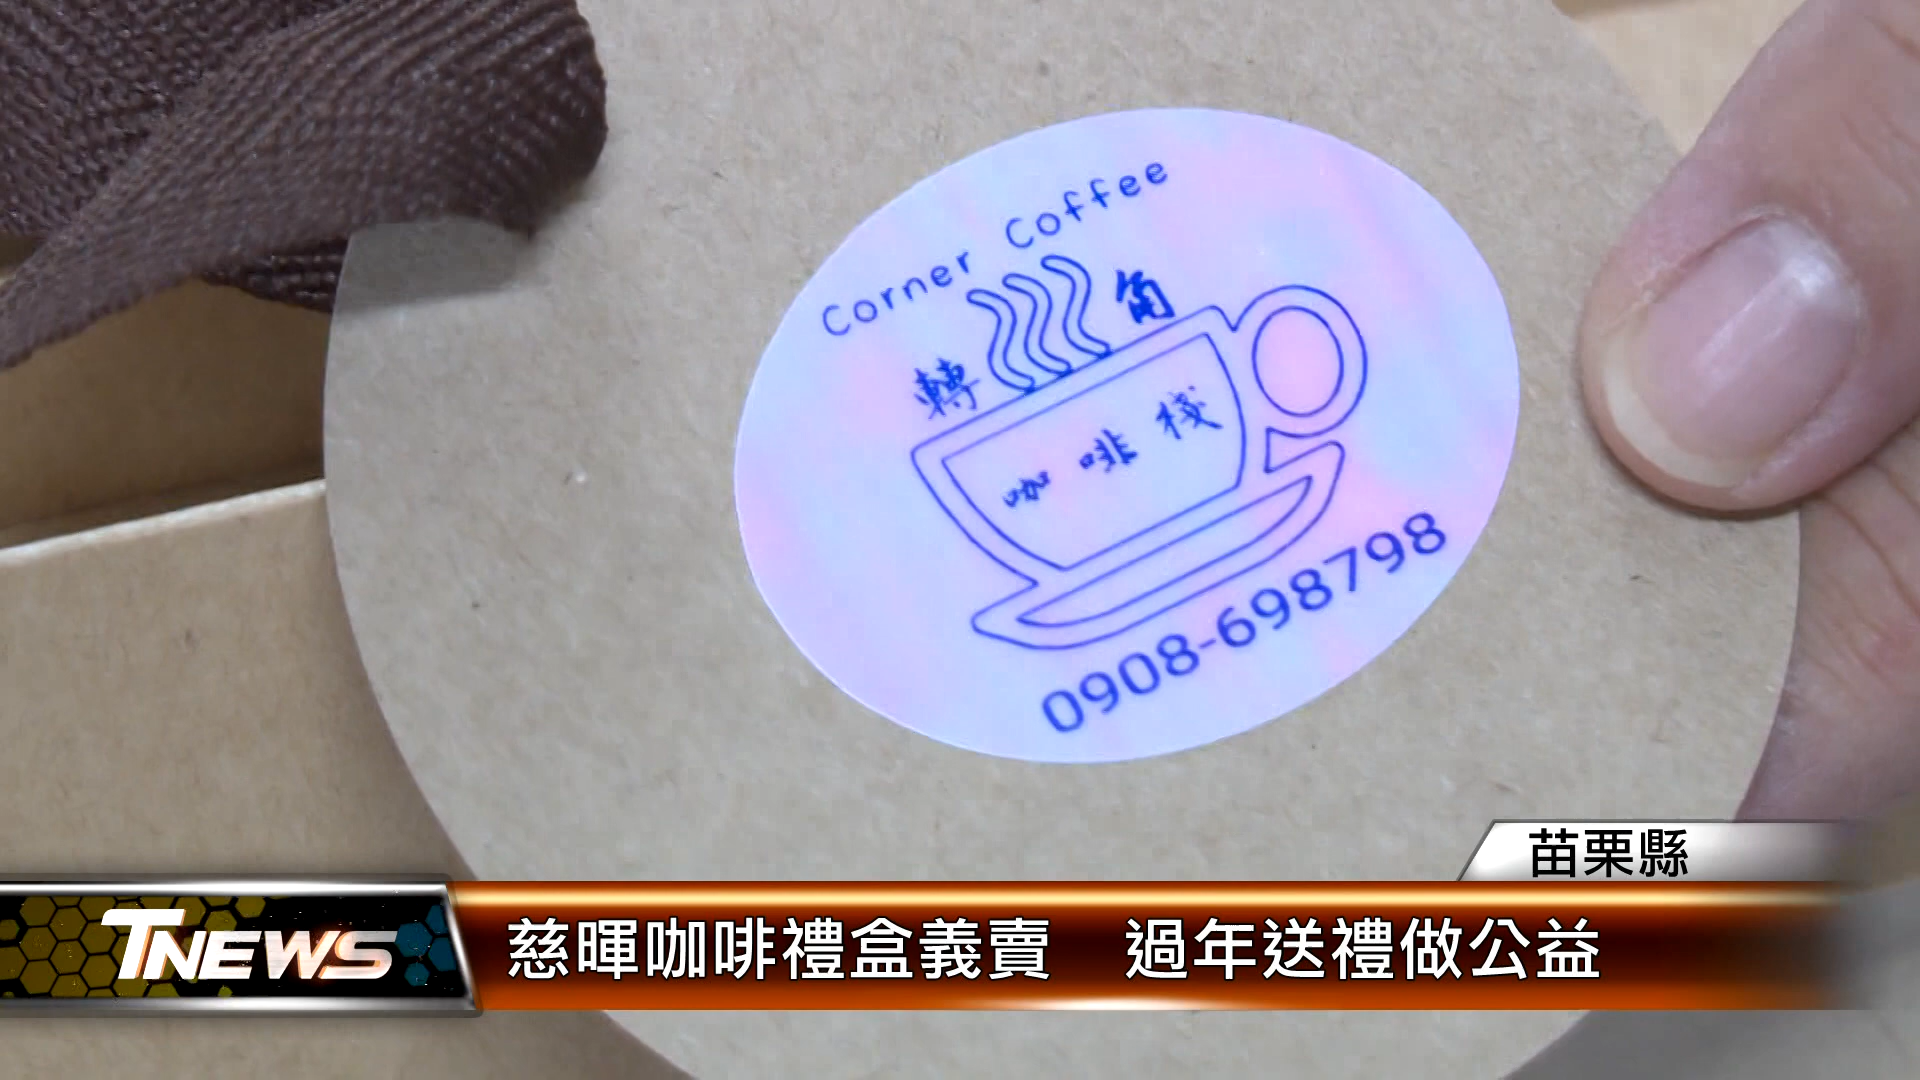 Corner Coffee
轉 角
咖啡棧
0908-698798
苗栗縣
TNEWS
慈暉咖啡禮盒義賣 過年送禮做公益